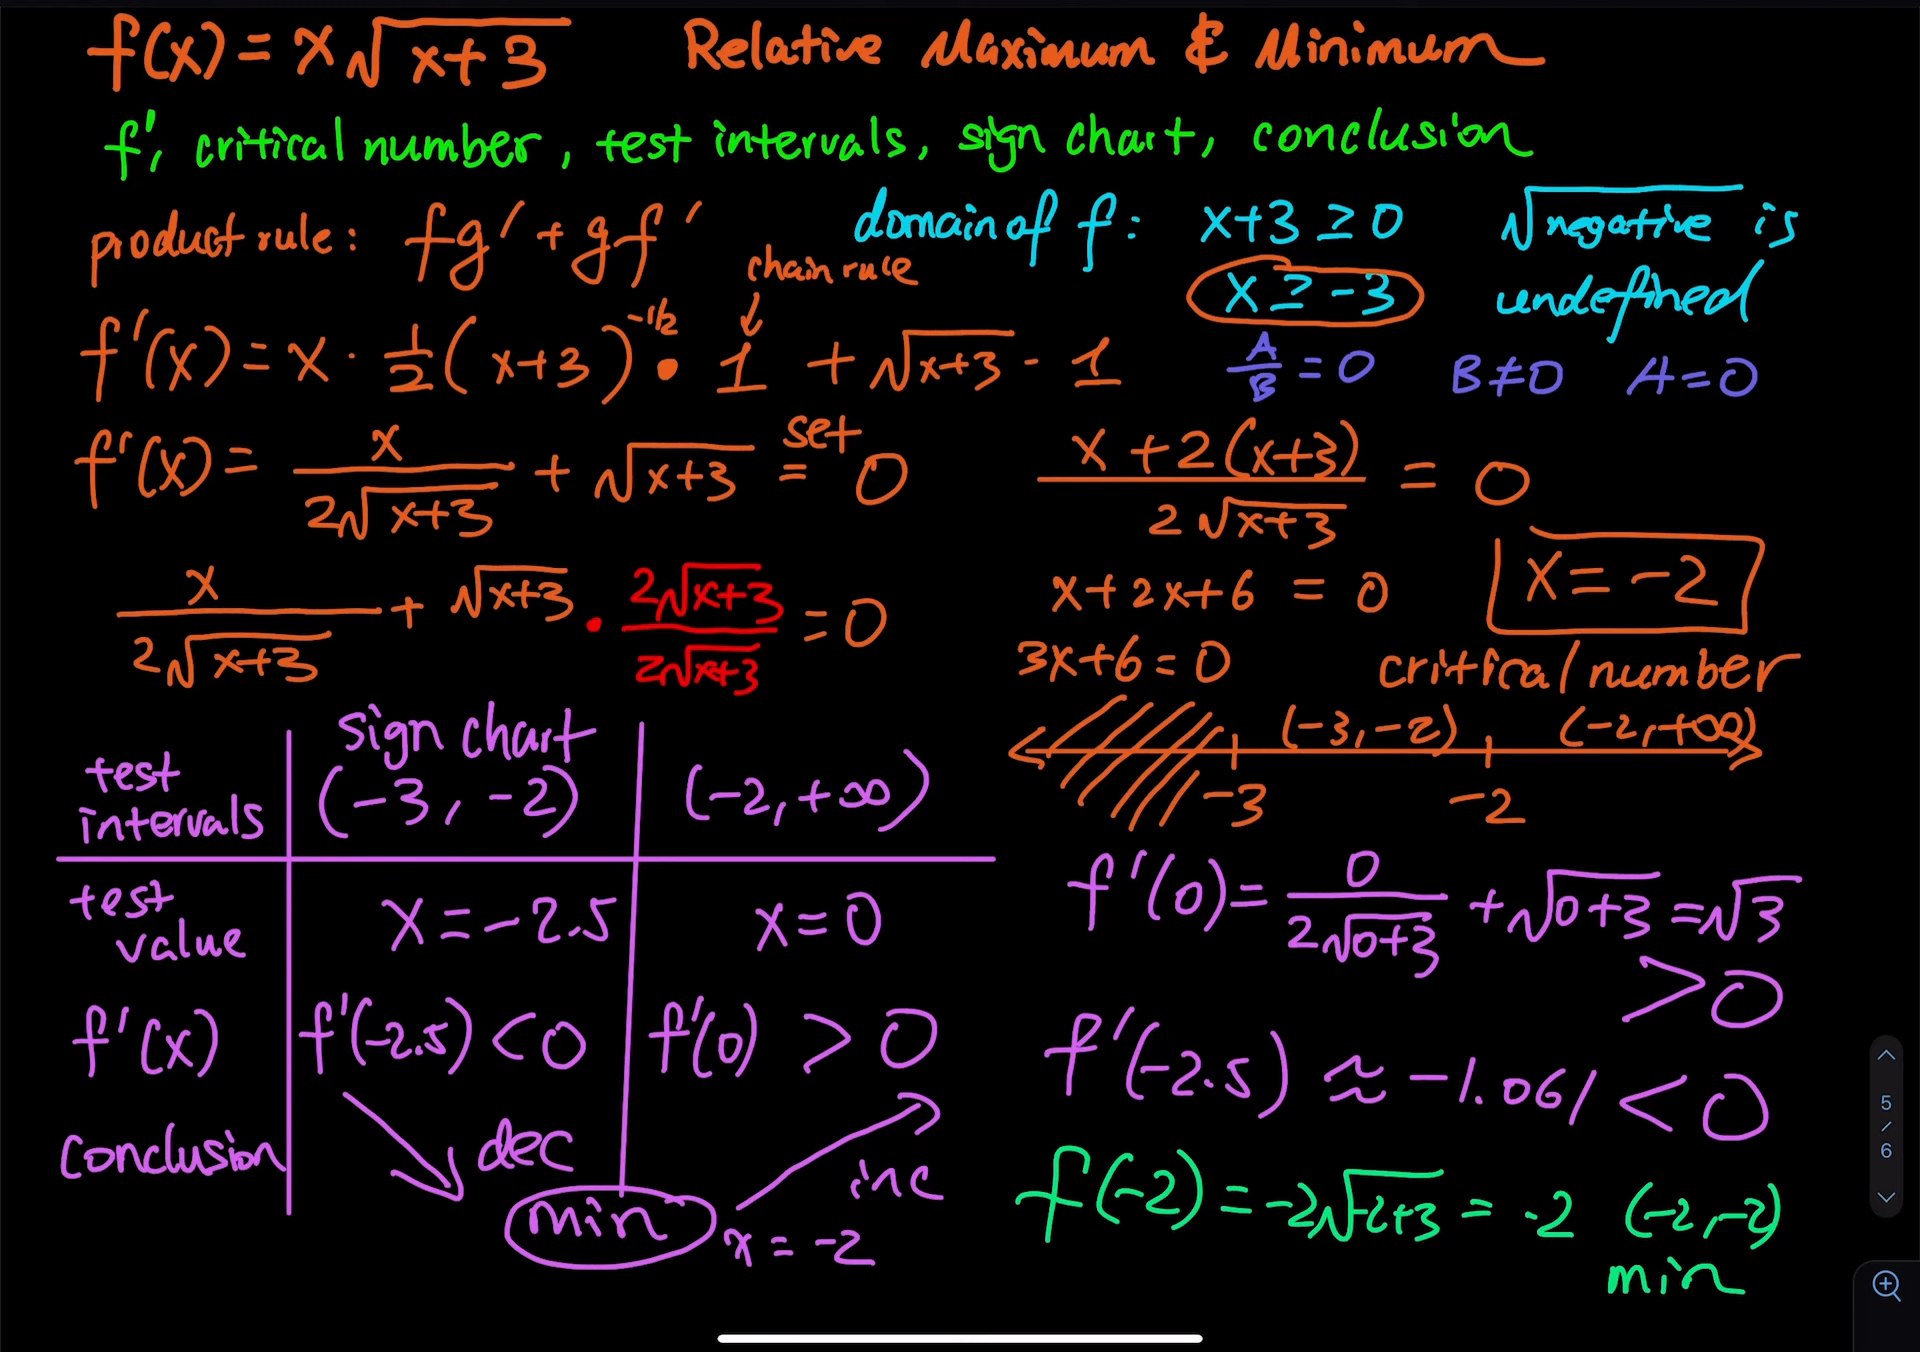 f(x) = x√(x+3) Relative Maximum & Minimum
f', critical number, test intervals, sign chart, conclusion
product rule: fg' + gf'
domain of f: x+3 ≥ 0 √negative is
x ≥ -3 undefined
chain rule
↓
f'(x) = x · 1/2 (x+3)^(-1/2) • 1 + √(x+3) - 1
A/B = 0 B≠0 A=0
f'(x) = x/(2√(x+3)) + √(x+3) set = 0
(x+2(x+3))/(2√(x+3)) = 0
x/(2√(x+3)) + √(x+3) · (2√(x+3))/(2√(x+3)) = 0
x+2x+6 = 0 x = -2
3x+6 = 0 critical number
(-3,-2) (-2,+∞)
-3 -2
sign chart
test intervals (-3, -2) (-2, +∞)
test value x = -2.5 x = 0
f'(x) f'(-2.5) < 0 f'(0) > 0
conclusion dec inc
min x = -2
f'(0) = 0/(2√(0+3)) + √(0+3) = √3
> 0
f'(-2.5) ≈ -1.061 < 0
f(-2) = -2√(-2+3) = -2 (-2,-2)
min
5
/
6